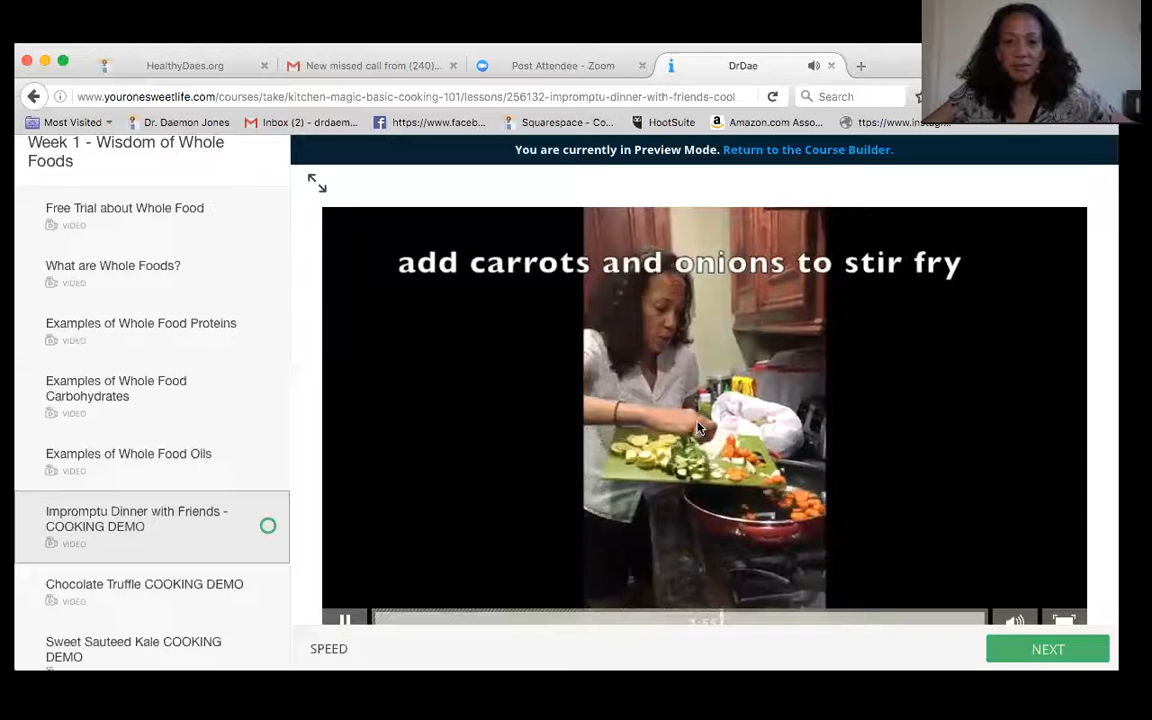 HealthyDaes.org
New missed call from (240)...
Post Attendee - Zoom
DrDae
www.youronesweetlife.com/courses/take/kitchen-magic-basic-cooking-101/lessons/256132-impromptu-dinner-with-friends-cool
Search
Most Visited
Dr. Daemon Jones
Inbox (2) - drdaem...
https://www.faceb...
Squarespace - Co...
HootSuite
Amazon.com Asso...
ttps://www.instagr...
Week 1 - Wisdom of Whole
Foods
You are currently in Preview Mode. Return to the Course Builder.
Free Trial about Whole Food
VIDEO
What are Whole Foods?
VIDEO
Examples of Whole Food Proteins
VIDEO
Examples of Whole Food
Carbohydrates
VIDEO
Examples of Whole Food Oils
VIDEO
Impromptu Dinner with Friends -
COOKING DEMO
VIDEO
Chocolate Truffle COOKING DEMO
VIDEO
Sweet Sauteed Kale COOKING
DEMO
add carrots and onions to stir fry
SPEED
NEXT